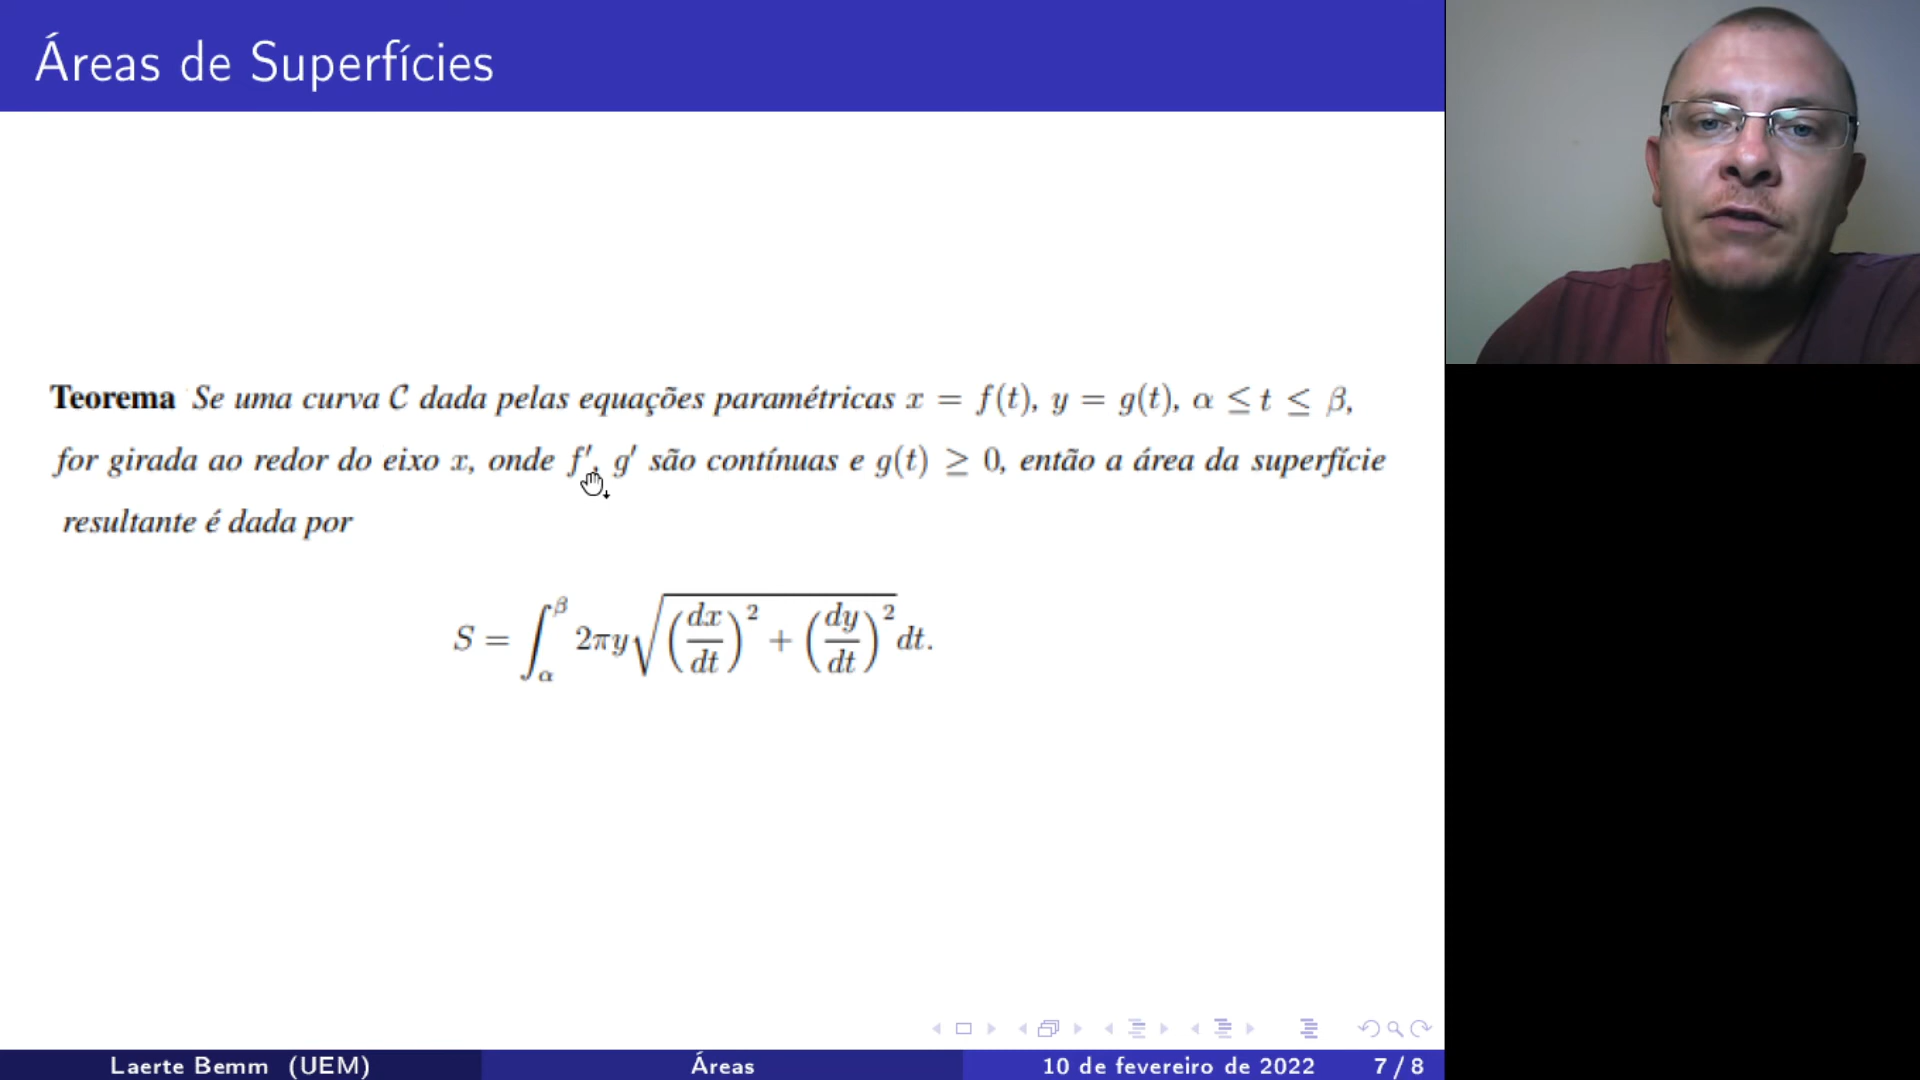 Áreas de Superfícies
Teorema Se uma curva C dada pelas equações paramétricas x = f(t), y = g(t), α ≤ t ≤ β,
for girada ao redor do eixo x, onde f′, g′ são contínuas e g(t) ≥ 0, então a área da superfície
resultante é dada por
S = ∫_α^β 2πy √((dx/dt)² + (dy/dt)²) dt.
Laerte Bemm (UEM) Áreas 10 de fevereiro de 2022 7 / 8